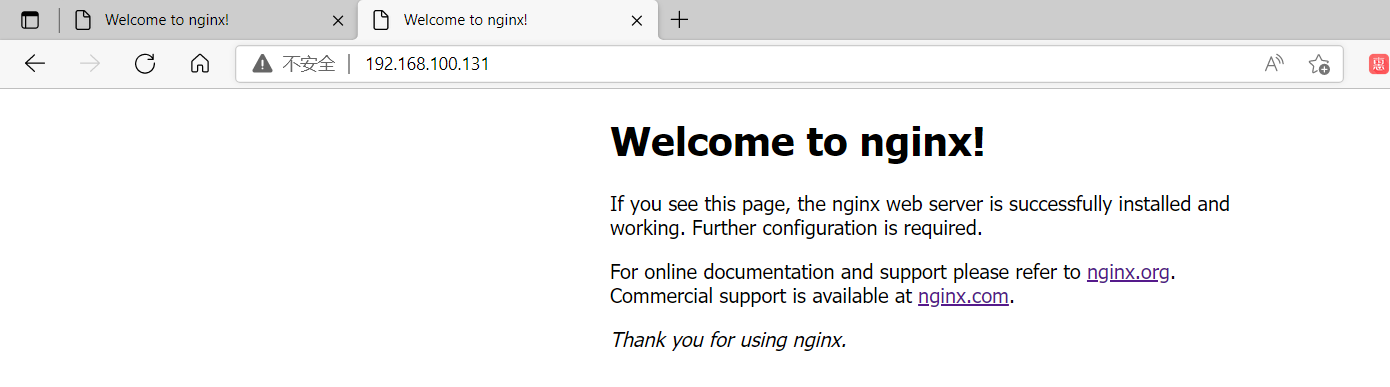 Welcome to nginx!
Welcome to nginx!
不安全 | 192.168.100.131
A
惠
Welcome to nginx!
If you see this page, the nginx web server is successfully installed and
working. Further configuration is required.
For online documentation and support please refer to nginx.org.
Commercial support is available at nginx.com.
Thank you for using nginx.